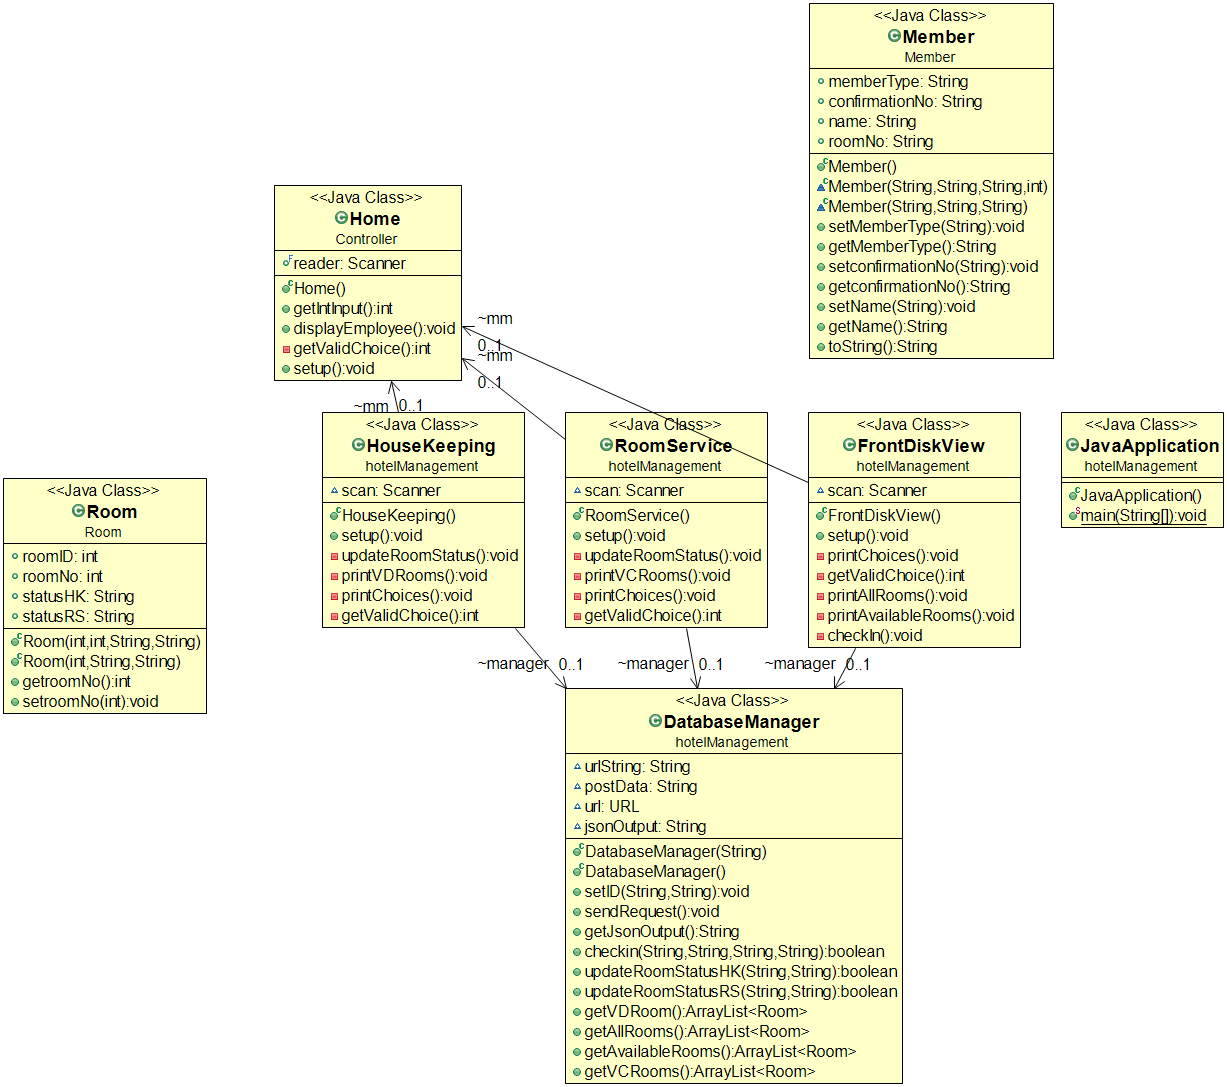 <<Java Class>>
Member
Member
memberType: String
confirmationNo: String
name: String
roomNo: String
Member()
Member(String,String,String,int)
Member(String,String,String)
setMemberType(String):void
getMemberType():String
setconfirmationNo(String):void
getconfirmationNo():String
setName(String):void
getName():String
toString():String
<<Java Class>>
Home
Controller
reader: Scanner
Home()
getIntInput():int
displayEmployee():void
getValidChoice():int
setup():void
~mm
0..1
~mm
0..1
~mm 0..1
<<Java Class>>
HouseKeeping
hotelManagement
scan: Scanner
HouseKeeping()
setup():void
updateRoomStatus():void
printVDRooms():void
printChoices():void
getValidChoice():int
<<Java Class>>
RoomService
hotelManagement
scan: Scanner
RoomService()
setup():void
updateRoomStatus():void
printVCRooms():void
printChoices():void
getValidChoice():int
<<Java Class>>
FrontDiskView
hotelManagement
scan: Scanner
FrontDiskView()
setup():void
printChoices():void
getValidChoice():int
printAllRooms():void
printAvailableRooms():void
checkIn():void
<<Java Class>>
JavaApplication
hotelManagement
JavaApplication()
main(String[]):void
<<Java Class>>
Room
Room
roomID: int
roomNo: int
statusHK: String
statusRS: String
Room(int,int,String,String)
Room(int,String,String)
getroomNo():int
setroomNo(int):void
~manager 0..1
~manager 0..1
~manager 0..1
<<Java Class>>
DatabaseManager
hotelManagement
urlString: String
postData: String
url: URL
jsonOutput: String
DatabaseManager(String)
DatabaseManager()
setID(String,String):void
sendRequest():void
getJsonOutput():String
checkin(String,String,String,String):boolean
updateRoomStatusHK(String,String):boolean
updateRoomStatusRS(String,String):boolean
getVDRoom():ArrayList<Room>
getAllRooms():ArrayList<Room>
getAvailableRooms():ArrayList<Room>
getVCRooms():ArrayList<Room>